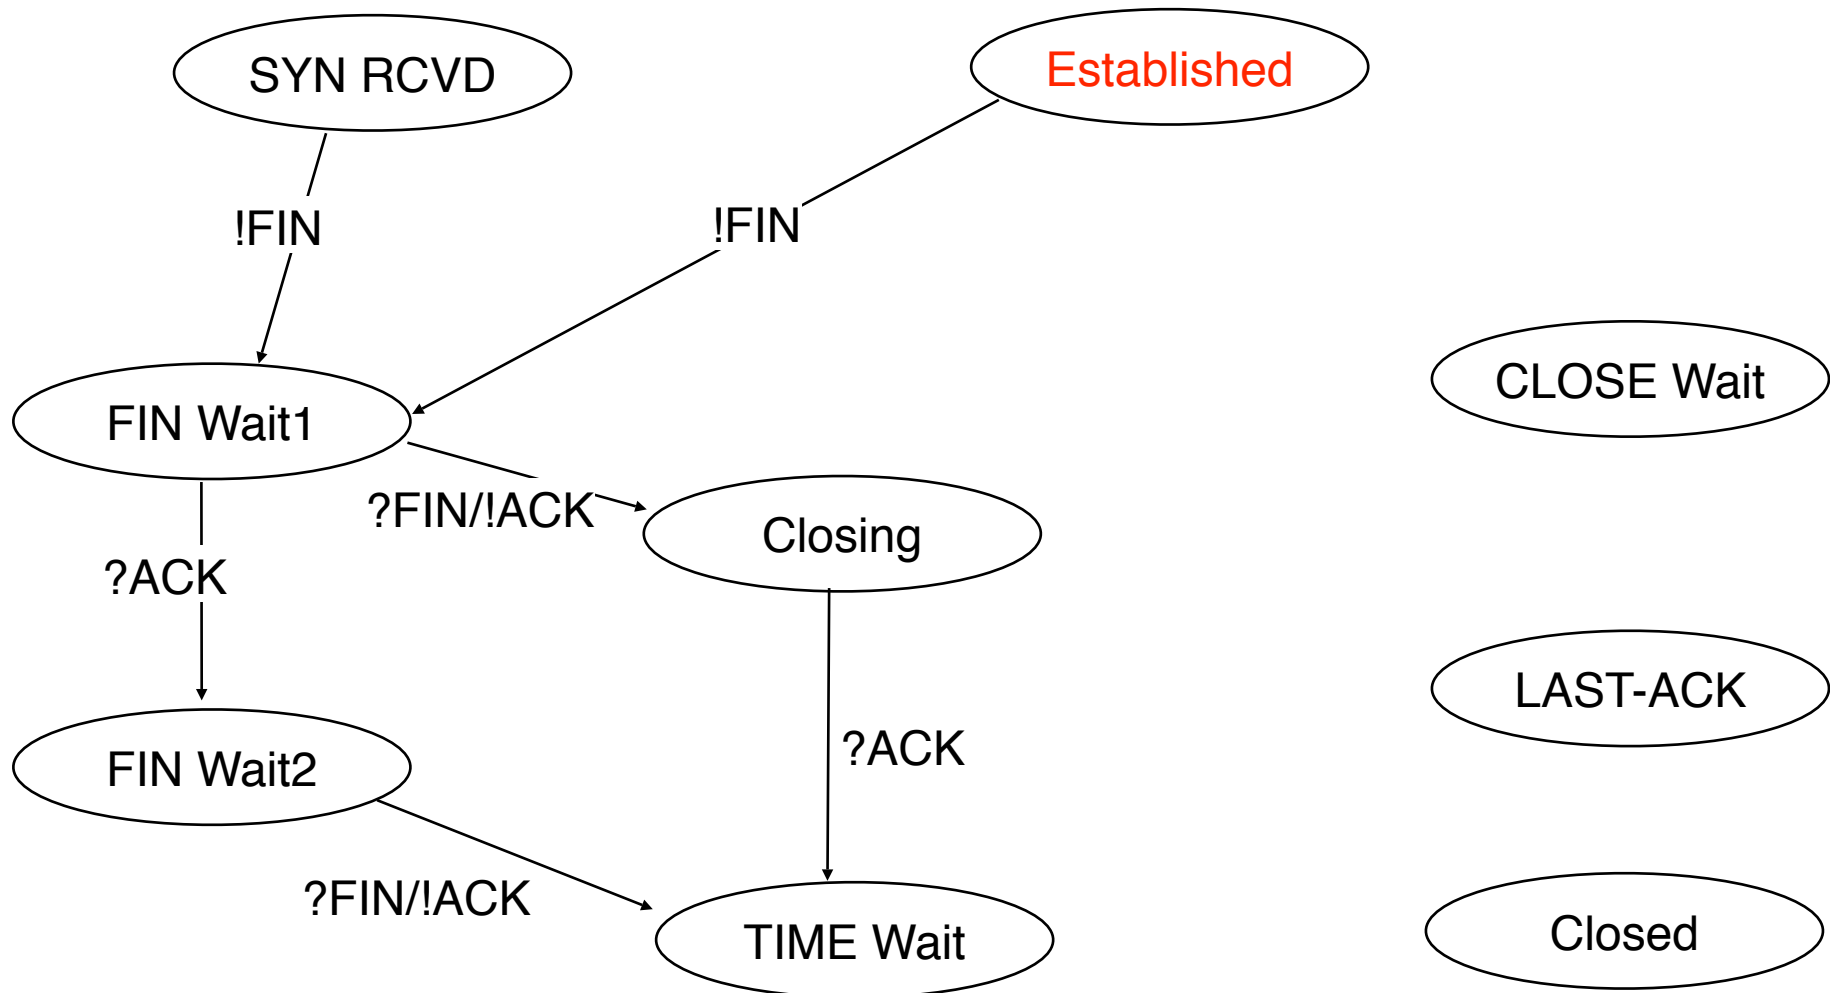 SYN RCVD
Established
!FIN
!FIN
CLOSE Wait
FIN Wait1
?FIN/!ACK
Closing
?ACK
LAST-ACK
?ACK
FIN Wait2
?FIN/!ACK
TIME Wait
Closed